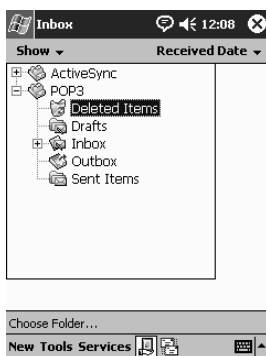 Inbox 12:08
Show Received Date
ActiveSync
POP3
Deleted Items
Drafts
Inbox
Outbox
Sent Items
Choose Folder...
New Tools Services